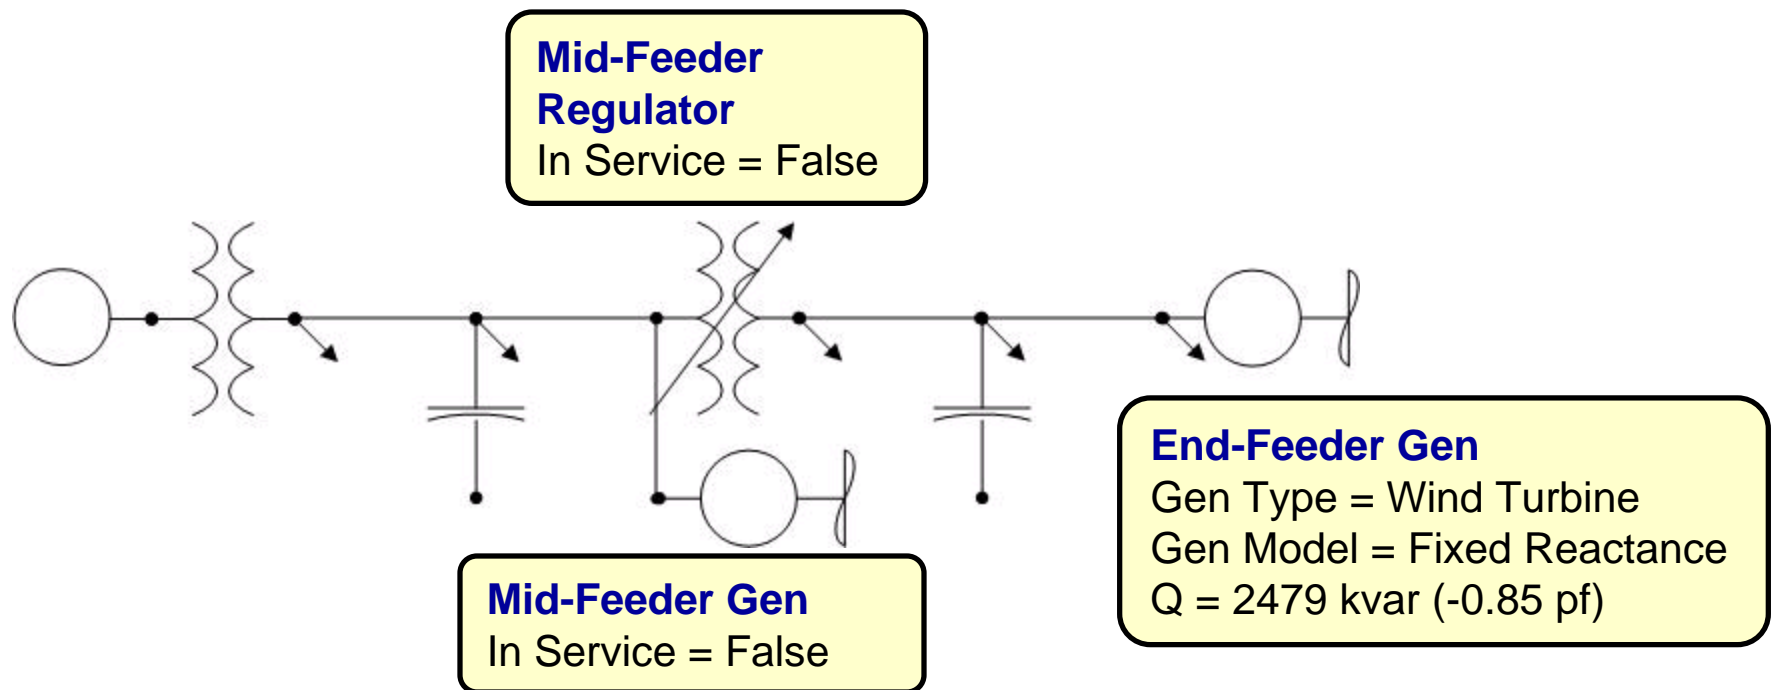 Mid-Feeder
Regulator
In Service = False
Mid-Feeder Gen
In Service = False
End-Feeder Gen
Gen Type = Wind Turbine
Gen Model = Fixed Reactance
Q = 2479 kvar (-0.85 pf)